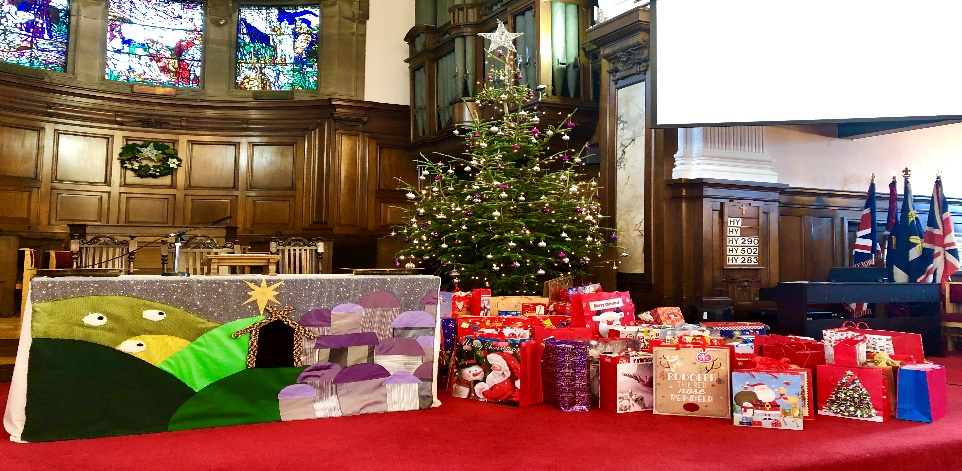 HY
HY
HY 290
HY 502
HY 283
Merry Christmas
RUDOLPH
THE RED
nose
REINDEER